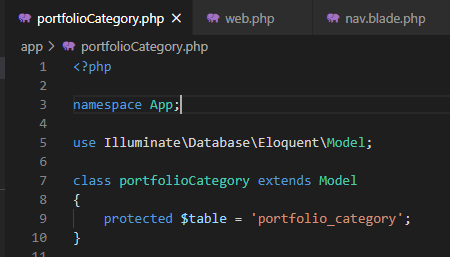 portfolioCategory.php × web.php nav.blade.php
app > portfolioCategory.php
1 <?php
2
3 namespace App;
4
5 use Illuminate\Database\Eloquent\Model;
6
7 class portfolioCategory extends Model
8 {
9     protected $table = 'portfolio_category';
10 }
11